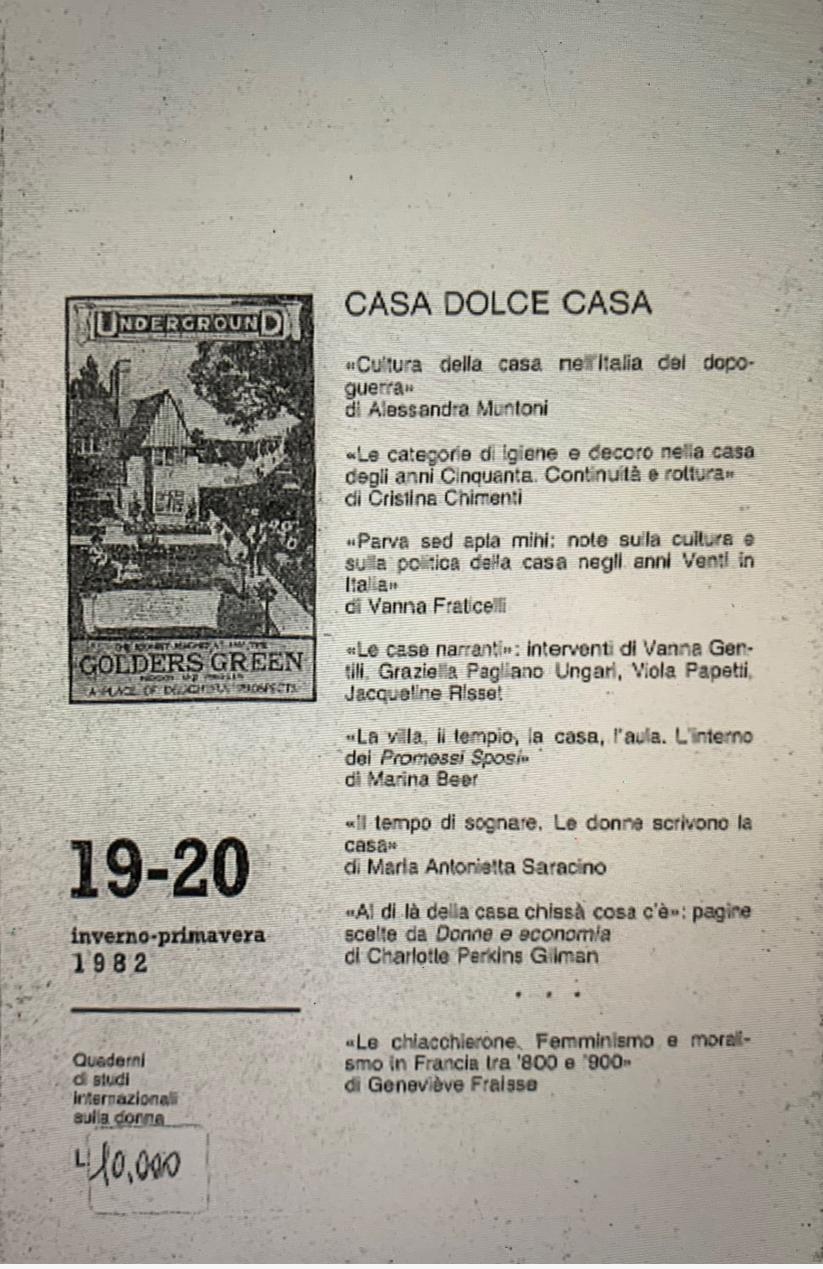 UNDERGROUND
GOLDERS GREEN
A PLACE OF DELIGHTFUL PROSPECTS
CASA DOLCE CASA
«Cultura della casa nell'Italia del dopo-
guerra»
di Alessandra Muntoni
«Le categorie di igiene e decoro nella casa
degli anni Cinquanta. Continuità e rottura»
di Cristina Chimenti
«Parva sed apta mihi: note sulla cultura e
sulla politica della casa negli anni Venti in
Italia»
di Vanna Fraticelli
«Le case narranti»: interventi di Vanna Gen-
tili, Graziella Pagliano Ungari, Viola Papetti,
Jacqueline Risset
«La villa, il tempio, la casa, l'aula. L'interno
dei Promessi Sposi»
di Marina Beer
«Il tempo di sognare. Le donne scrivono la
casa»
di Maria Antonietta Saracino
«Al di là della casa chissà cosa c'è»: pagine
scelte da Donne e economia
di Charlotte Perkins Gilman
• • •
«Le chiacchierone. Femminismo e morali-
smo in Francia tra '800 e '900»
di Geneviève Fraisse
19-20
inverno-primavera
1982
Quaderni
di studi
internazionali
sulla donna
L. 10.000